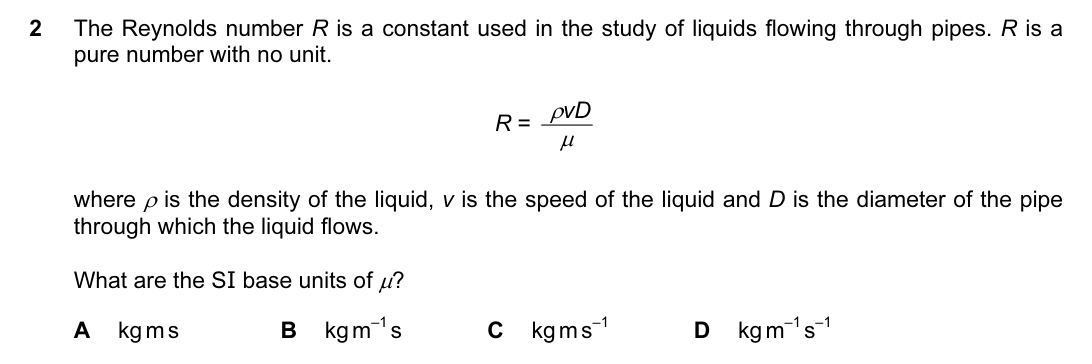 2 The Reynolds number R is a constant used in the study of liquids flowing through pipes. R is a
pure number with no unit.
R = ρvD / μ
where ρ is the density of the liquid, v is the speed of the liquid and D is the diameter of the pipe
through which the liquid flows.
What are the SI base units of μ?
A kg m s B kg m⁻¹ s C kg m s⁻¹ D kg m⁻¹ s⁻¹